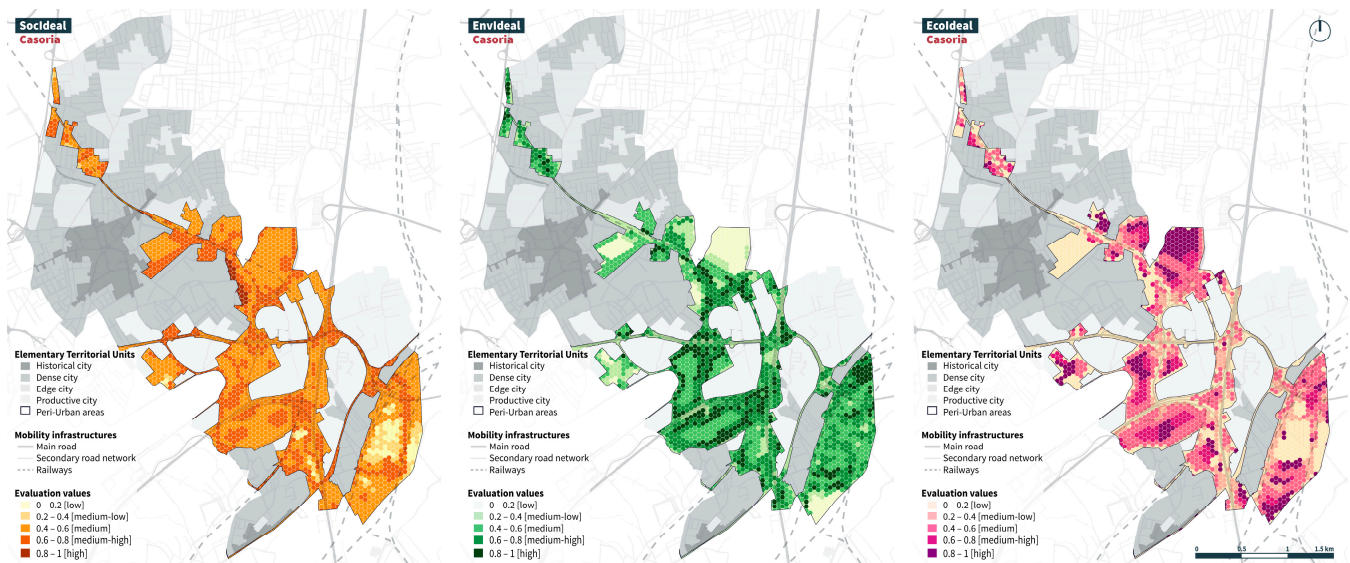 SocIdeal
Casoria
Elementary Territorial Units
Historical city
Dense city
Edge city
Productive city
Peri-Urban areas
Mobility infrastructures
Main road
Secondary road network
Railways
Evaluation values
0 0.2 [low]
0.2 – 0.4 [medium-low]
0.4 – 0.6 [medium]
0.6 – 0.8 [medium-high]
0.8 – 1 [high]
EnvIdeal
Casoria
Elementary Territorial Units
Historical city
Dense city
Edge city
Productive city
Peri-Urban areas
Mobility infrastructures
Main road
Secondary road network
Railways
Evaluation values
0 0.2 [low]
0.2 – 0.4 [medium-low]
0.4 – 0.6 [medium]
0.6 – 0.8 [medium-high]
0.8 – 1 [high]
EcoIdeal
Casoria
Elementary Territorial Units
Historical city
Dense city
Edge city
Productive city
Peri-Urban areas
Mobility infrastructures
Main road
Secondary road network
Railways
Evaluation values
0 0.2 [low]
0.2 – 0.4 [medium-low]
0.4 – 0.6 [medium]
0.6 – 0.8 [medium-high]
0.8 – 1 [high]
0 0.5 1 1.5 km